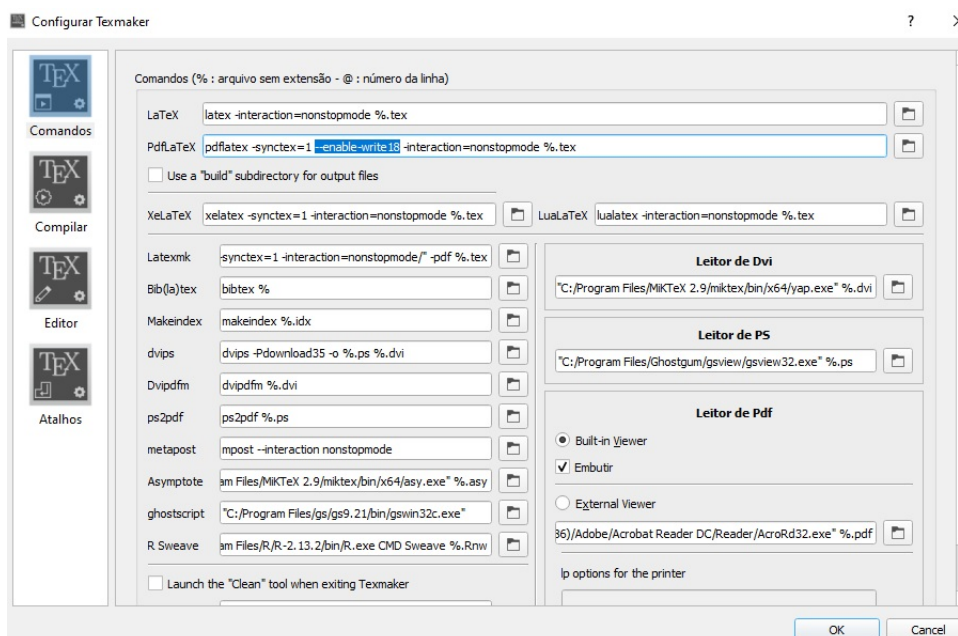 Configurar Texmaker
?
Comandos
Compilar
Editor
Atalhos
Comandos (% : arquivo sem extensão - @ : número da linha)
LaTeX latex -interaction=nonstopmode %.tex
PdfLaTeX pdflatex -synctex=1 --enable-write18 -interaction=nonstopmode %.tex
Use a "build" subdirectory for output files
XeLaTeX xelatex -synctex=1 -interaction=nonstopmode %.tex LuaLaTeX lualatex -interaction=nonstopmode %.tex
Latexmk -synctex=1 -interaction=nonstopmode/" -pdf %.tex
Bib(la)tex bibtex %
Makeindex makeindex %.idx
dvips dvips -Pdownload35 -o %.ps %.dvi
Dvipdfm dvipdfm %.dvi
ps2pdf ps2pdf %.ps
metapost mpost --interaction nonstopmode
Asymptote am Files/MiKTeX 2.9/miktex/bin/x64/asy.exe" %.asy
ghostscript "C:/Program Files/gs/gs9.21/bin/gswin32c.exe"
R Sweave am Files/R/R-2.13.2/bin/R.exe CMD Sweave %.Rnw
Launch the "Clean" tool when exiting Texmaker
Leitor de Dvi
"C:/Program Files/MiKTeX 2.9/miktex/bin/x64/yap.exe" %.dvi
Leitor de PS
"C:/Program Files/Ghostgum/gsview/gsview32.exe" %.ps
Leitor de Pdf
Built-in Viewer
Embutir
External Viewer
86)/Adobe/Acrobat Reader DC/Reader/AcroRd32.exe" %.pdf
lp options for the printer
OK
Cancel